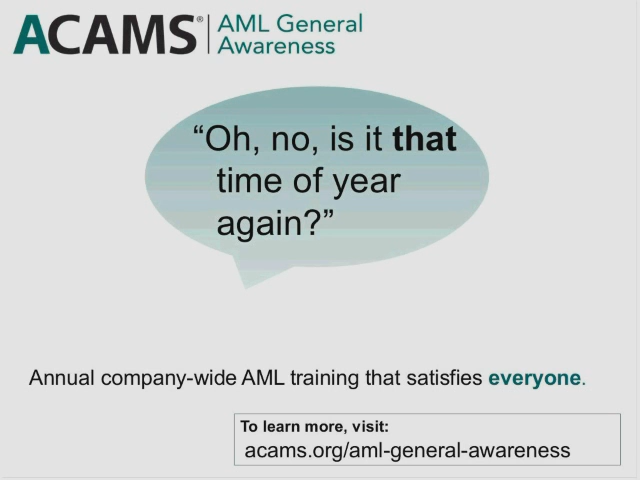 ACAMS® AML General
Awareness
“Oh, no, is it that
time of year
again?”
Annual company-wide AML training that satisfies everyone.
To learn more, visit:
acams.org/aml-general-awareness